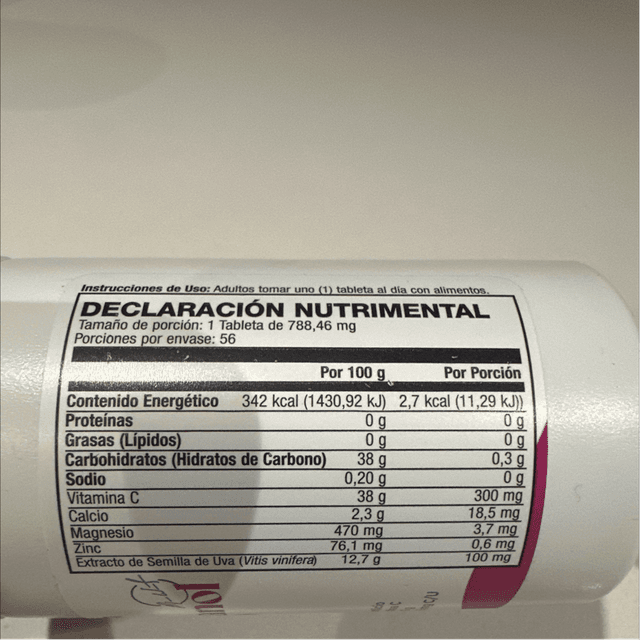 Instrucciones de Uso: Adultos tomar uno (1) tableta al día con alimentos.
DECLARACIÓN NUTRIMENTAL
Tamaño de porción: 1 Tableta de 788,46 mg
Porciones por envase: 56
Por 100 g Por Porción
Contenido Energético 342 kcal (1430,92 kJ) 2,7 kcal (11,29 kJ))
Proteínas 0 g 0 g
Grasas (Lípidos) 0 g 0 g
Carbohidratos (Hidratos de Carbono) 38 g 0,3 g
Sodio 0,20 g 0 g
Vitamina C 38 g 300 mg
Calcio 2,3 g 18,5 mg
Magnesio 470 mg 3,7 mg
Zinc 76,1 mg 0,6 mg
Extracto de Semilla de Uva (Vitis vinifera) 12,7 g 100 mg